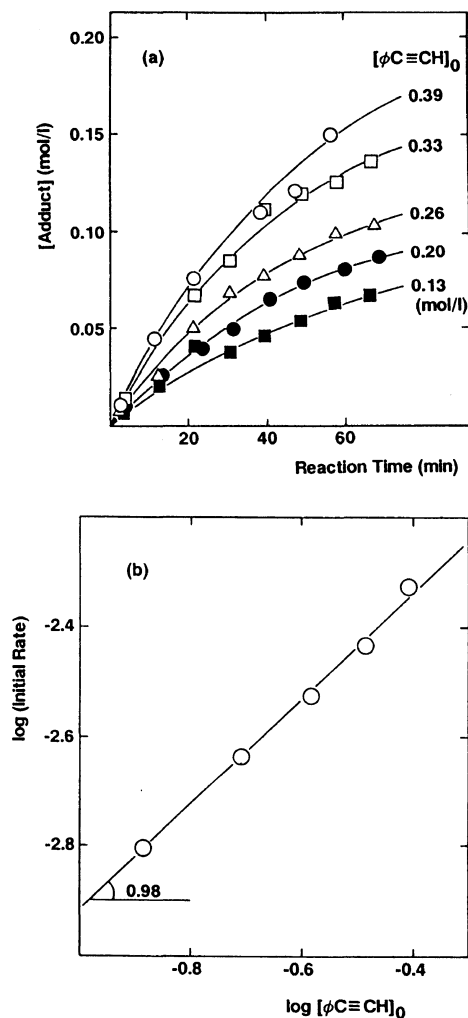 (a)
[ϕC≡CH]₀
0.20
0.15
0.10
0.05
[Adduct] (mol/l)
0.39
0.33
0.26
0.20
0.13
(mol/l)
20
40
60
Reaction Time (min)
(b)
-2.4
-2.6
-2.8
log (Initial Rate)
0.98
-0.8
-0.6
-0.4
log [ϕC≡CH]₀